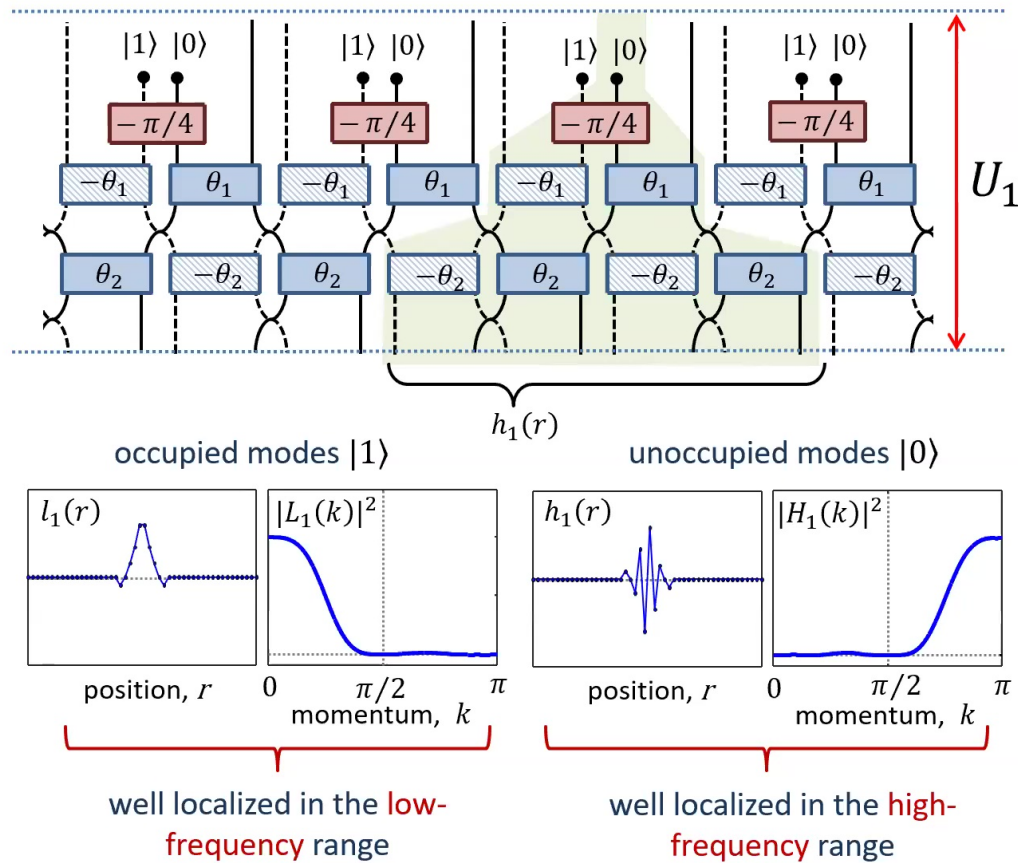 |1⟩ |0⟩ |1⟩ |0⟩ |1⟩ |0⟩ |1⟩ |0⟩
−π/4 −π/4 −π/4 −π/4
−θ₁ θ₁ −θ₁ θ₁ −θ₁ θ₁ −θ₁ θ₁
U₁
θ₂ −θ₂ θ₂ −θ₂ θ₂ −θ₂ θ₂ −θ₂
h₁(r)
occupied modes |1⟩
unoccupied modes |0⟩
l₁(r)
|L₁(k)|²
h₁(r)
|H₁(k)|²
position, r
0 π/2 π
momentum, k
position, r
0 π/2 π
momentum, k
well localized in the low-
frequency range
well localized in the high-
frequency range